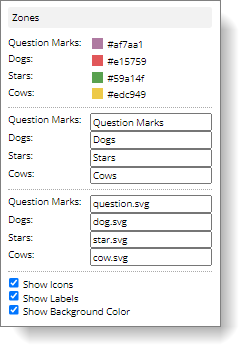 Zones
Question Marks: #af7aa1
Dogs: #e15759
Stars: #59a14f
Cows: #edc949
Question Marks: Question Marks
Dogs: Dogs
Stars: Stars
Cows: Cows
Question Marks: question.svg
Dogs: dog.svg
Stars: star.svg
Cows: cow.svg
Show Icons
Show Labels
Show Background Color